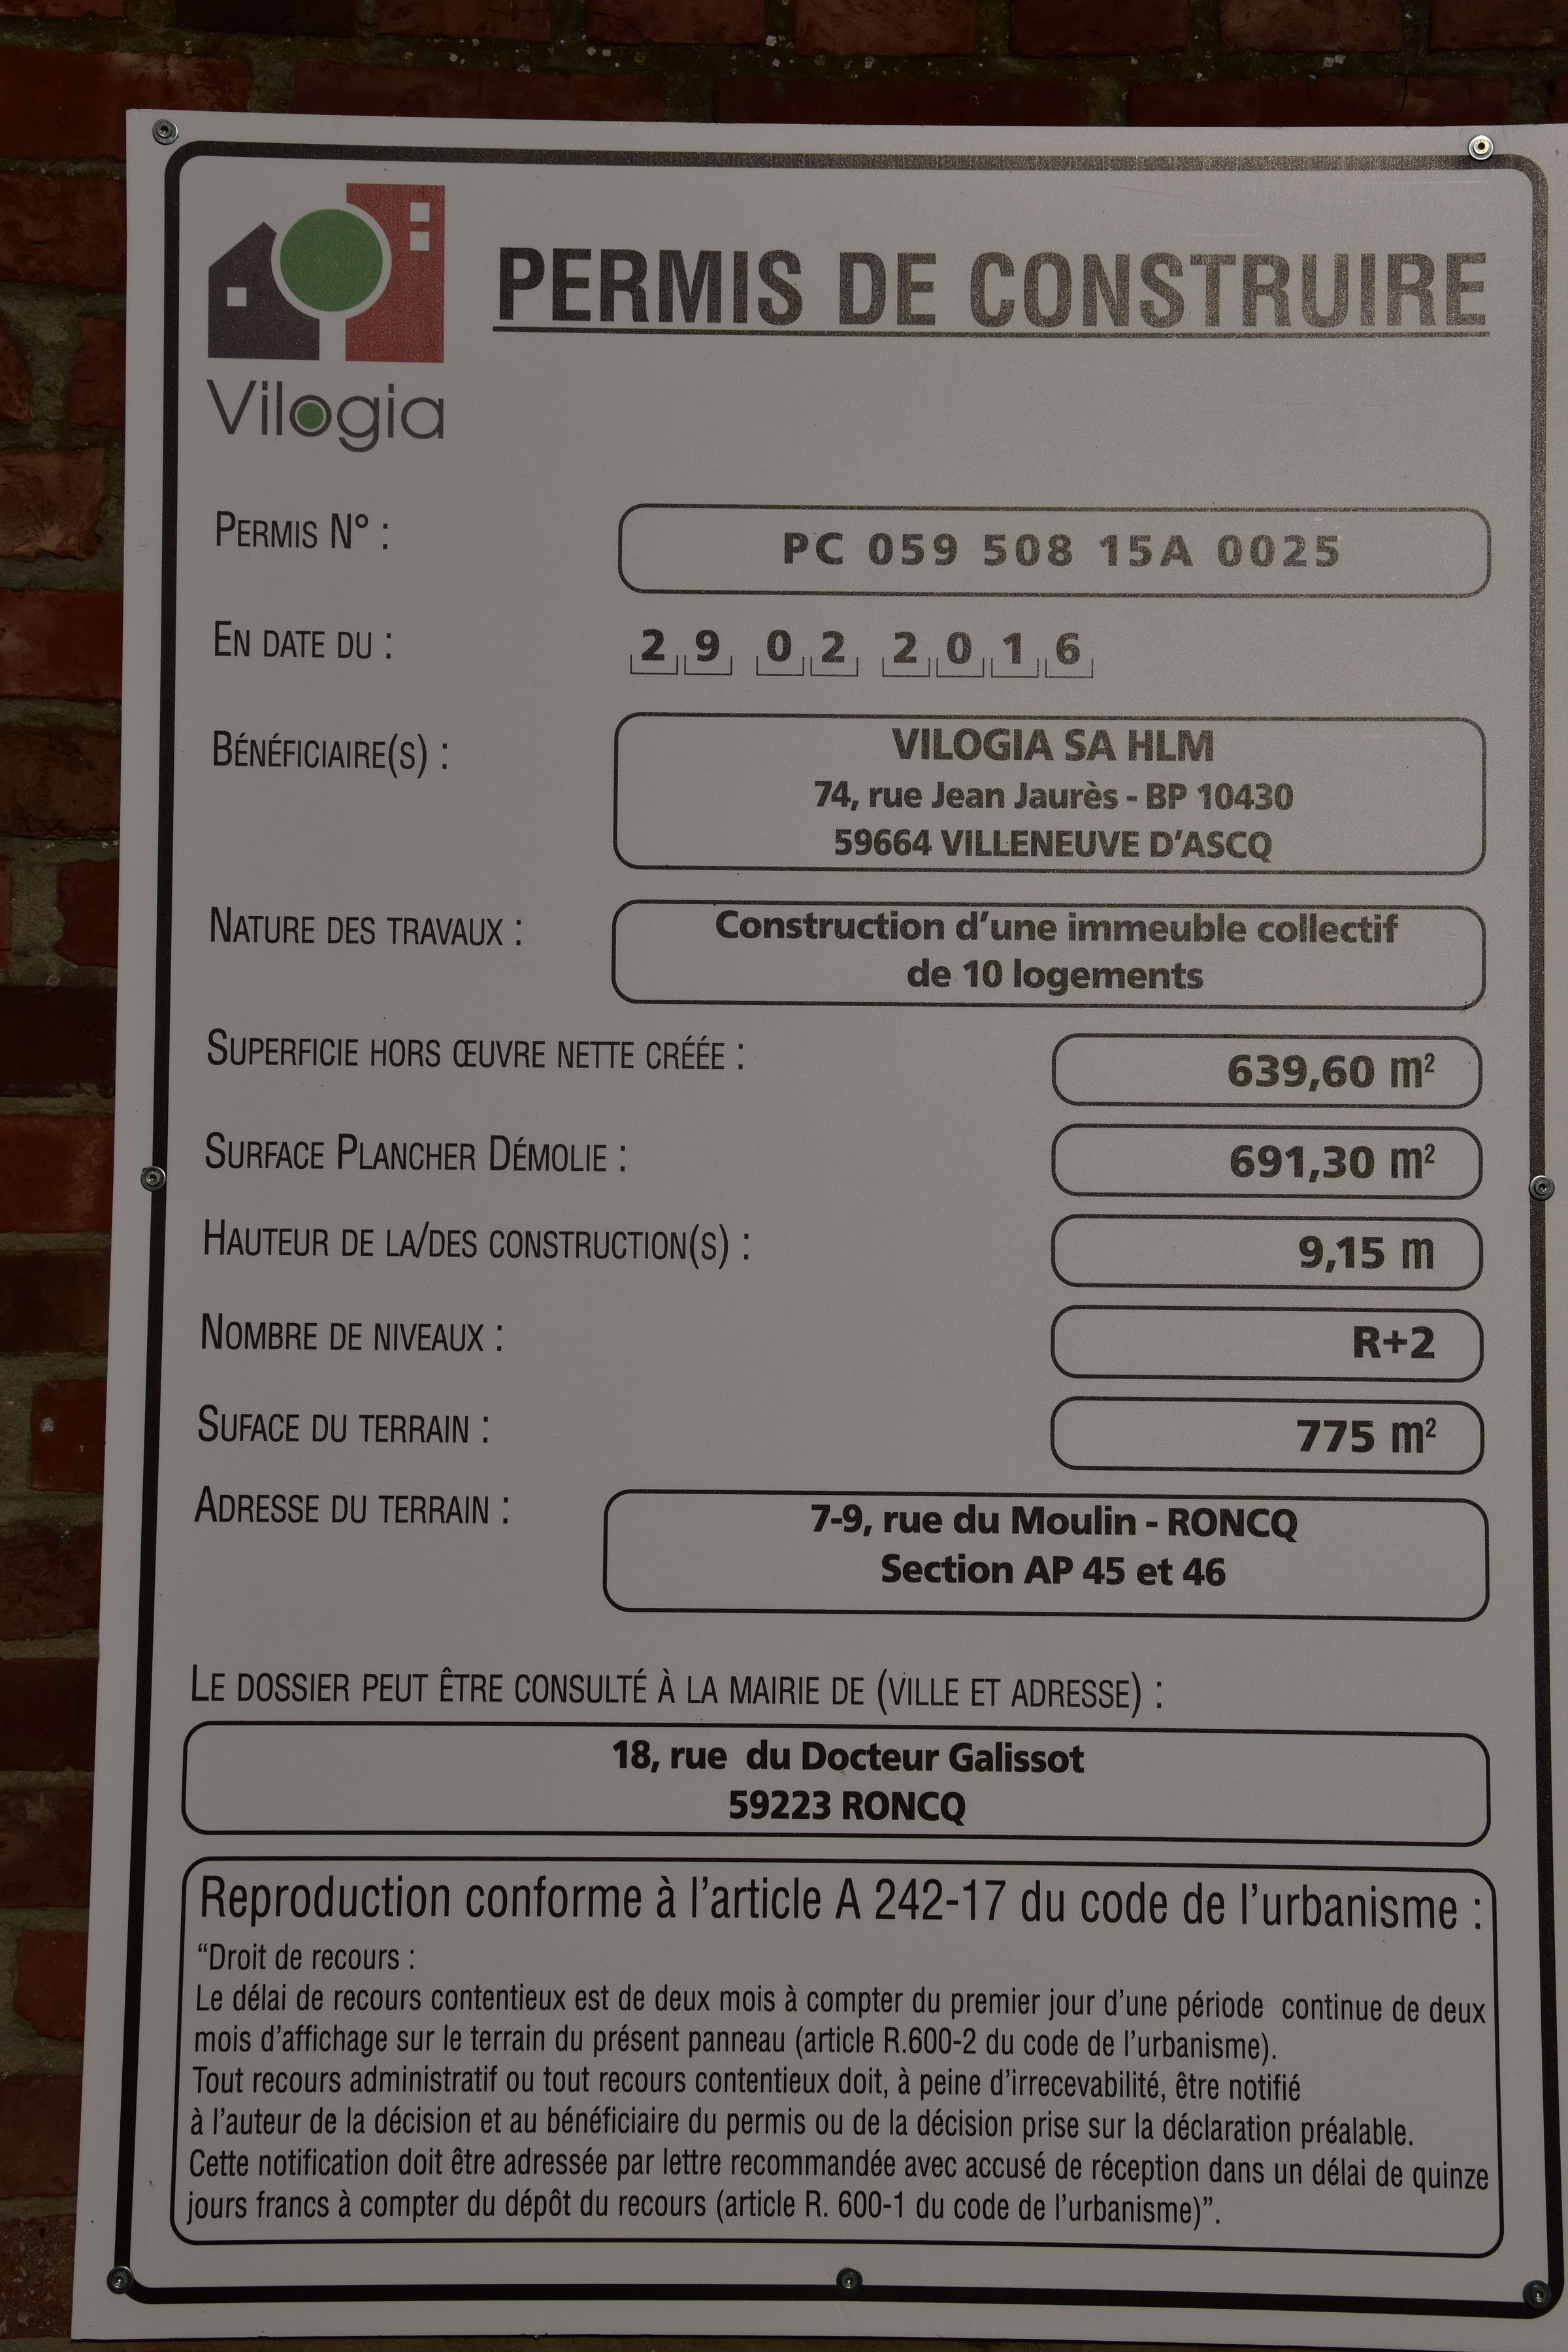 Vilogia
PERMIS DE CONSTRUIRE
PERMIS N° :
PC 059 508 15A 0025
EN DATE DU :
29 02 2016
BÉNÉFICIAIRE(S) :
VILOGIA SA HLM
74, rue Jean Jaurès - BP 10430
59664 VILLENEUVE D'ASCQ
NATURE DES TRAVAUX :
Construction d'une immeuble collectif
de 10 logements
SUPERFICIE HORS ŒUVRE NETTE CRÉÉE :
639,60 m²
SURFACE PLANCHER DÉMOLIE :
691,30 m²
HAUTEUR DE LA/DES CONSTRUCTION(S) :
9,15 m
NOMBRE DE NIVEAUX :
R+2
SUFACE DU TERRAIN :
775 m²
ADRESSE DU TERRAIN :
7-9, rue du Moulin - RONCQ
Section AP 45 et 46
LE DOSSIER PEUT ÊTRE CONSULTÉ À LA MAIRIE DE (VILLE ET ADRESSE) :
18, rue du Docteur Galissot
59223 RONCQ
Reproduction conforme à l'article A 242-17 du code de l'urbanisme :
“Droit de recours :
Le délai de recours contentieux est de deux mois à compter du premier jour d'une période continue de deux
mois d'affichage sur le terrain du présent panneau (article R.600-2 du code de l'urbanisme).
Tout recours administratif ou tout recours contentieux doit, à peine d'irrecevabilité, être notifié
à l'auteur de la décision et au bénéficiaire du permis ou de la décision prise sur la déclaration préalable.
Cette notification doit être adressée par lettre recommandée avec accusé de réception dans un délai de quinze
jours francs à compter du dépôt du recours (article R. 600-1 du code de l'urbanisme)”.